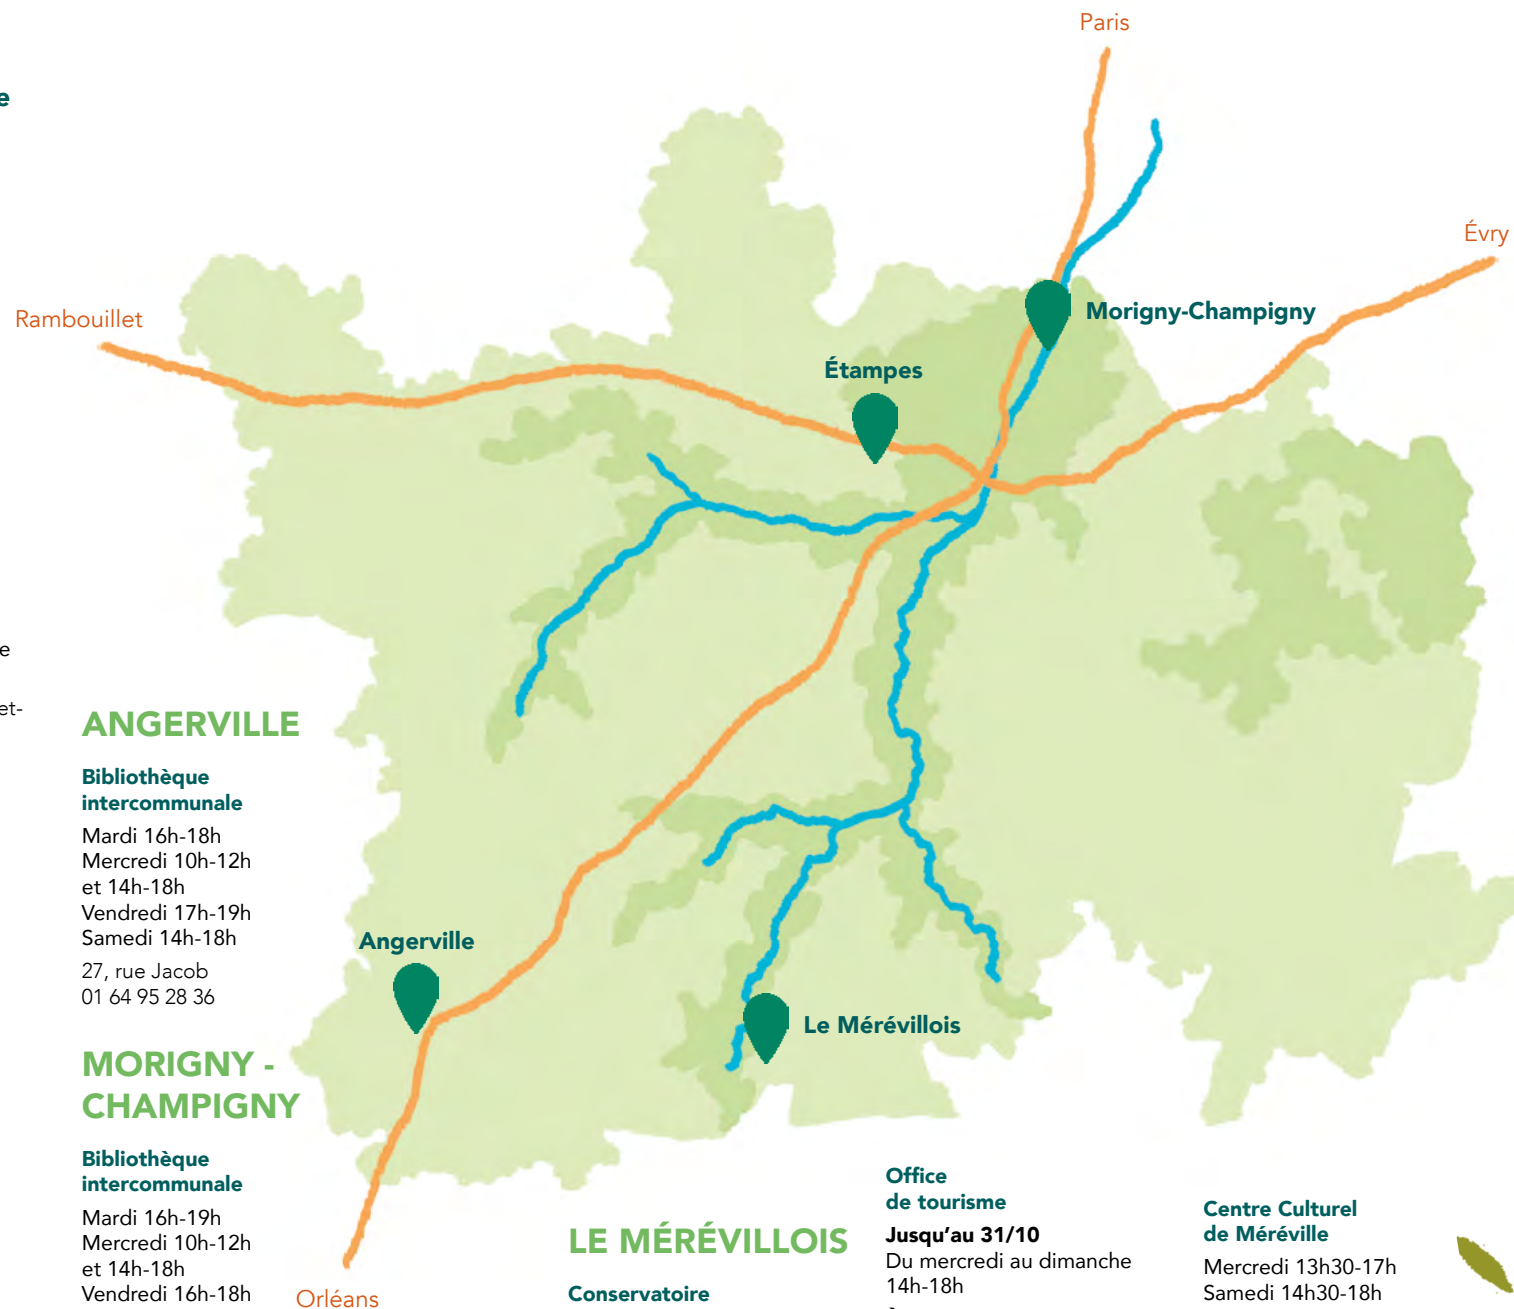 Paris
e
Évry
Rambouillet
Morigny-Champigny
Étampes
e
et-
ANGERVILLE
Bibliothèque
intercommunale
Mardi 16h-18h
Mercredi 10h-12h
et 14h-18h
Vendredi 17h-19h
Samedi 14h-18h
27, rue Jacob
01 64 95 28 36
Angerville
Le Mérévillois
MORIGNY -
CHAMPIGNY
Bibliothèque
intercommunale
Mardi 16h-19h
Mercredi 10h-12h
et 14h-18h
Vendredi 16h-18h
Orléans
LE MÉRÉVILLOIS
Conservatoire
Office
de tourisme
Jusqu'au 31/10
Du mercredi au dimanche
14h-18h
Centre Culturel
de Méréville
Mercredi 13h30-17h
Samedi 14h30-18h